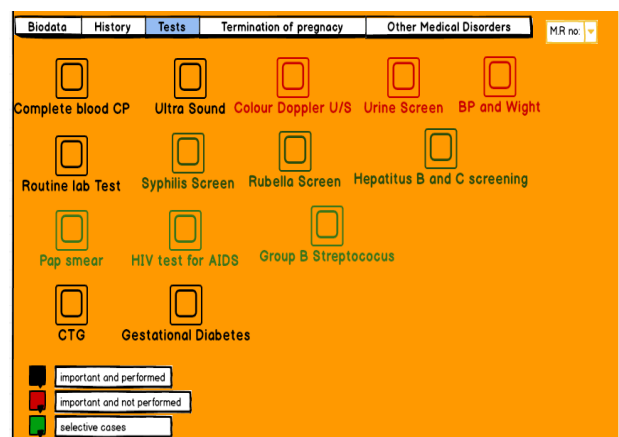 Biodata History Tests Termination of pregnacy Other Medical Disorders M.R no:
Complete blood CP Ultra Sound Colour Doppler U/S Urine Screen BP and Wight
Routine lab Test Syphilis Screen Rubella Screen Hepatitus B and C screening
Pap smear HIV test for AIDS Group B Streptococus
CTG Gestational Diabetes
important and performed
important and not performed
selective cases